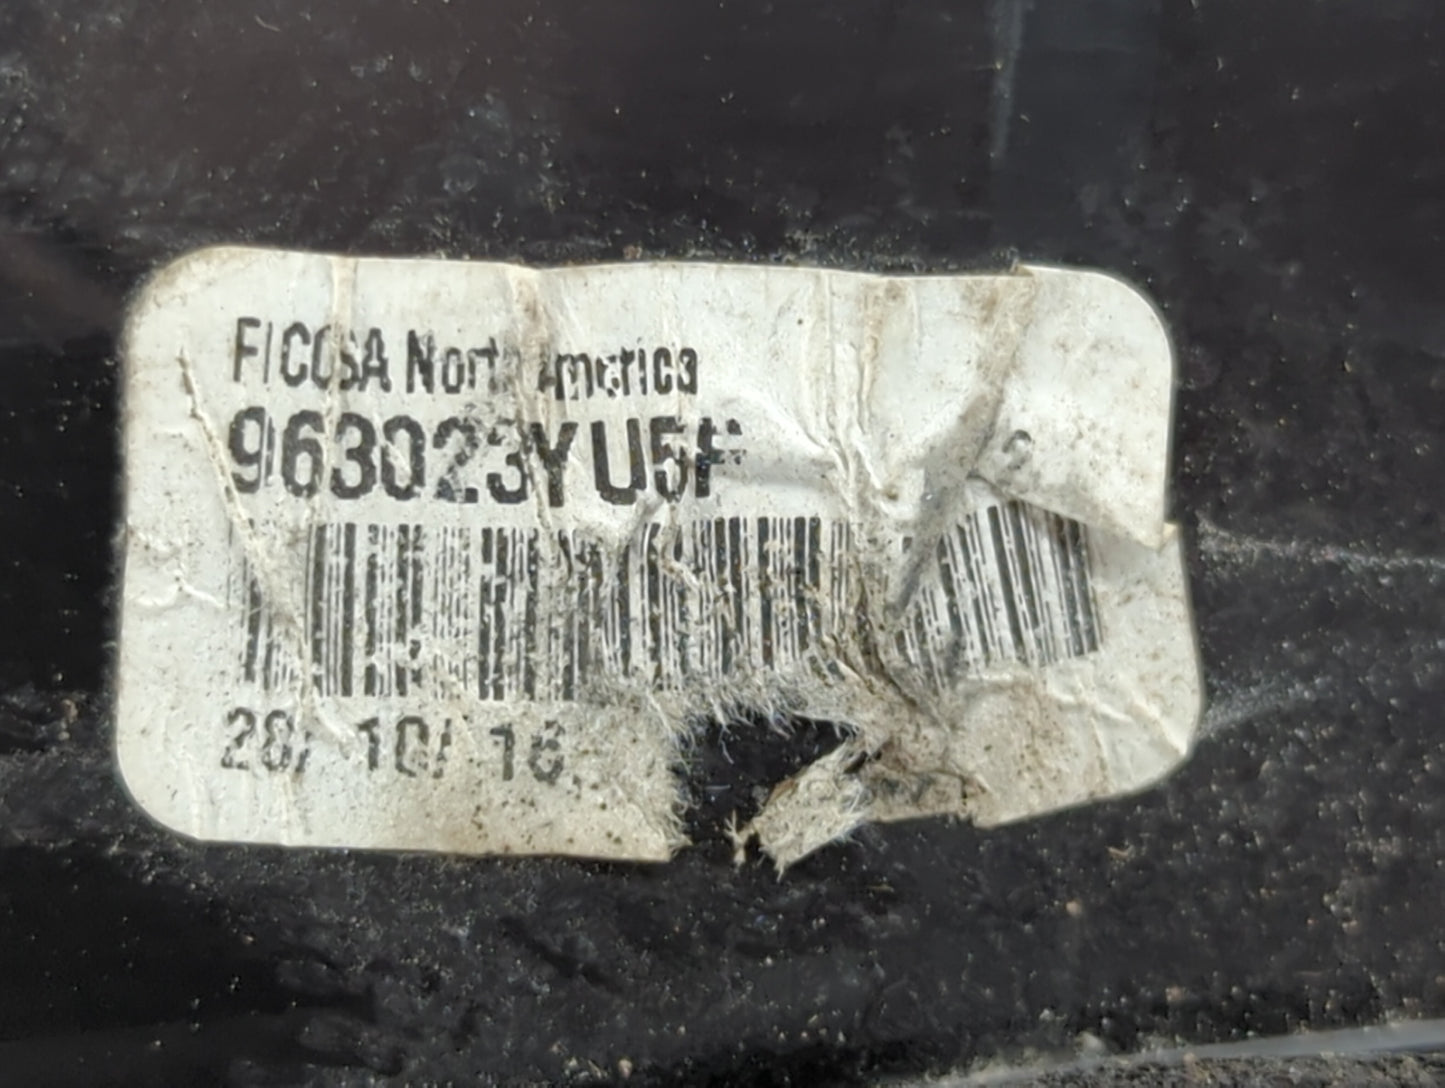 FICOSA North America
963023YU5F
28/ 10/ 16